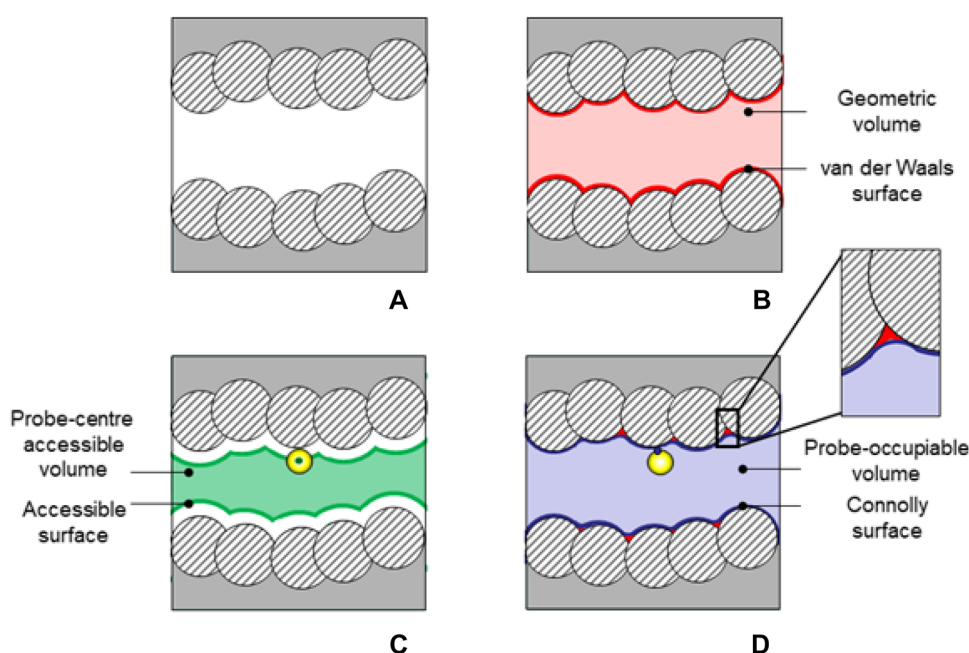 A
B
Geometric
volume
van der Waals
surface
C
Probe-centre
accessible
volume
Accessible
surface
D
Probe-occupiable
volume
Connolly
surface